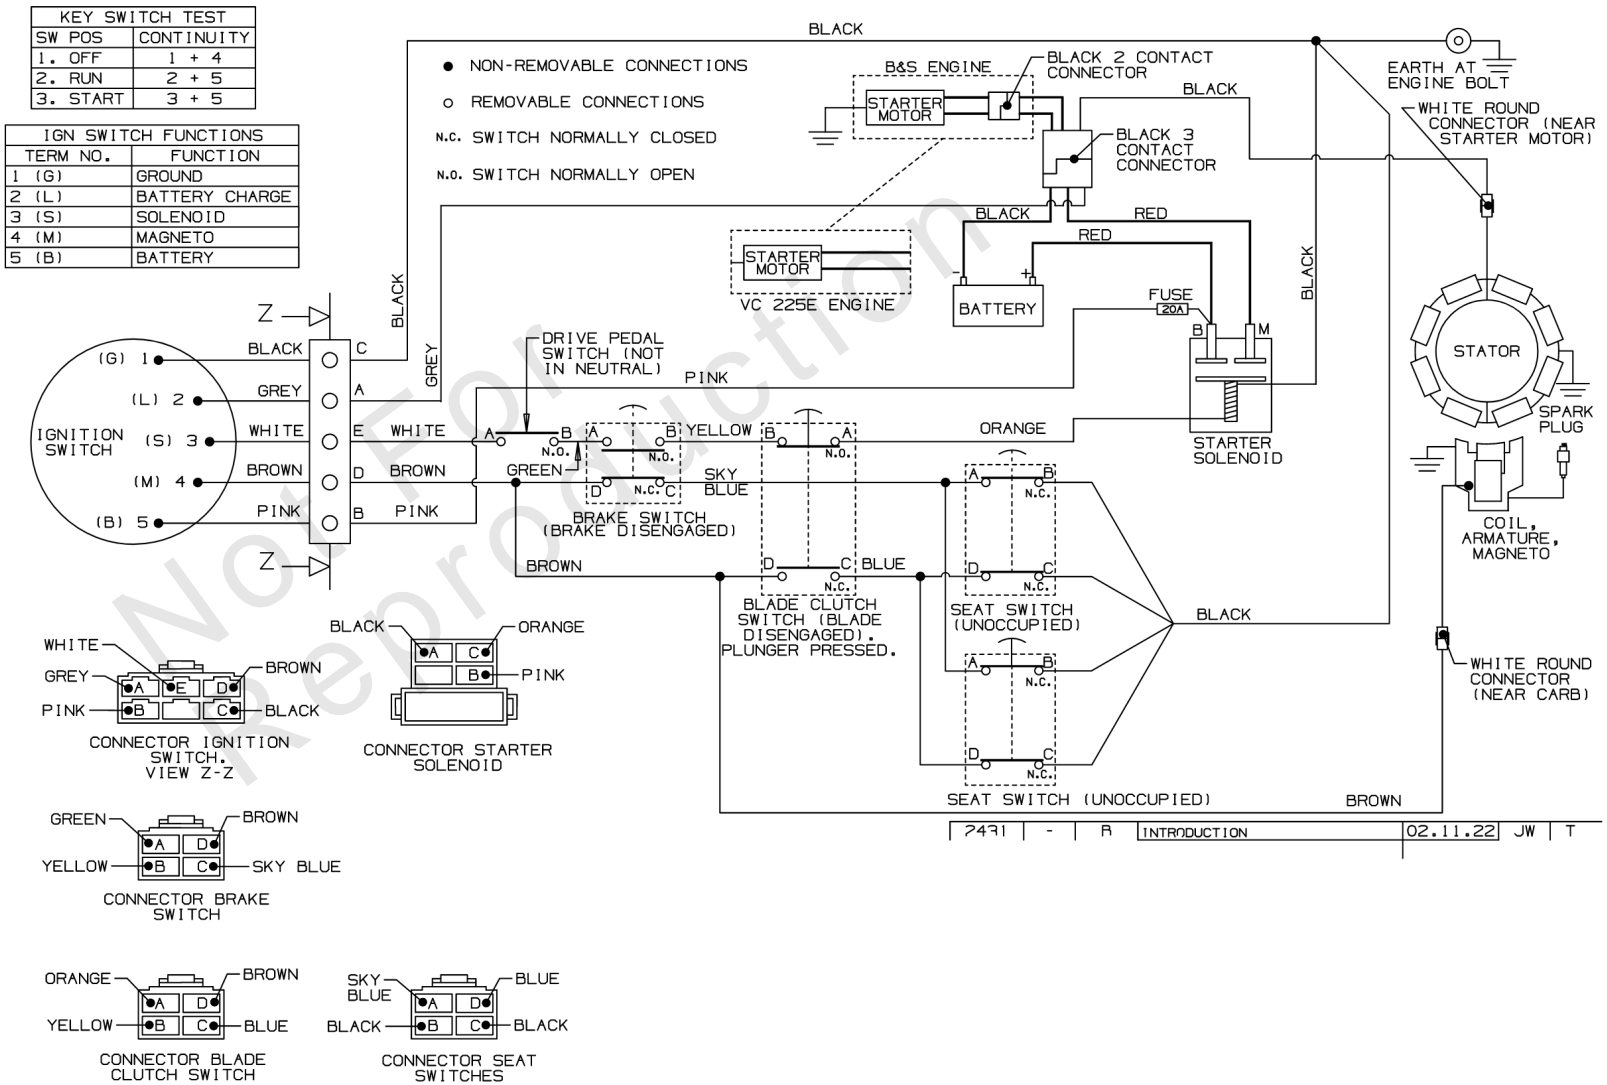 KEY SWITCH TEST
SW POS CONTINUITY
1. OFF 1 + 4
2. RUN 2 + 5
3. START 3 + 5
IGN SWITCH FUNCTIONS
TERM NO. FUNCTION
1 (G) GROUND
2 (L) BATTERY CHARGE
3 (S) SOLENOID
4 (M) MAGNETO
5 (B) BATTERY
NON-REMOVABLE CONNECTIONS
REMOVABLE CONNECTIONS
N.C. SWITCH NORMALLY CLOSED
N.O. SWITCH NORMALLY OPEN
BLACK
B&S ENGINE
STARTER
MOTOR
BLACK 2 CONTACT
CONNECTOR
BLACK
BLACK 3
CONTACT
CONNECTOR
EARTH AT
ENGINE BOLT
WHITE ROUND
CONNECTOR (NEAR
STARTER MOTOR)
BLACK
RED
RED
STARTER
MOTOR
VC 225E ENGINE
- +
BATTERY
FUSE
20A
B M
BLACK
STARTER
SOLENOID
STATOR
SPARK
PLUG
COIL,
ARMATURE,
MAGNETO
Not For
Reproduction
Z
Z
IGNITION
SWITCH
(G) 1
(L) 2
(S) 3
(M) 4
(B) 5
BLACK
GREY
WHITE
BROWN
PINK
C
A
E
D
B
BLACK
GREY
WHITE
BROWN
PINK
DRIVE PEDAL
SWITCH (NOT
IN NEUTRAL)
PINK
A B
N.O.
GREEN
A B
N.O.
D N.C. C
BRAKE SWITCH
(BRAKE DISENGAGED)
YELLOW
SKY
BLUE
B A
N.O.
ORANGE
BROWN
D C
N.C.
BLUE
BLADE CLUTCH
SWITCH (BLADE
DISENGAGED).
PLUNGER PRESSED.
A B
N.C.
D C
N.C.
SEAT SWITCH
(UNOCCUPIED)
A B
N.C.
D C
N.C.
SEAT SWITCH (UNOCCUPIED)
BLACK
WHITE ROUND
CONNECTOR
(NEAR CARB)
BROWN
INTRODUCTION
02.11.22
JW
T
WHITE
GREY
PINK
A E D
B C
BROWN
BLACK
CONNECTOR IGNITION
SWITCH.
VIEW Z-Z
BLACK
ORANGE
A C
B
PINK
CONNECTOR STARTER
SOLENOID
GREEN
BROWN
A D
YELLOW
B C
SKY BLUE
CONNECTOR BRAKE
SWITCH
ORANGE
BROWN
A D
YELLOW
B C
BLUE
CONNECTOR BLADE
CLUTCH SWITCH
SKY
BLUE
BLUE
A D
BLACK
B C
BLACK
CONNECTOR SEAT
SWITCHES